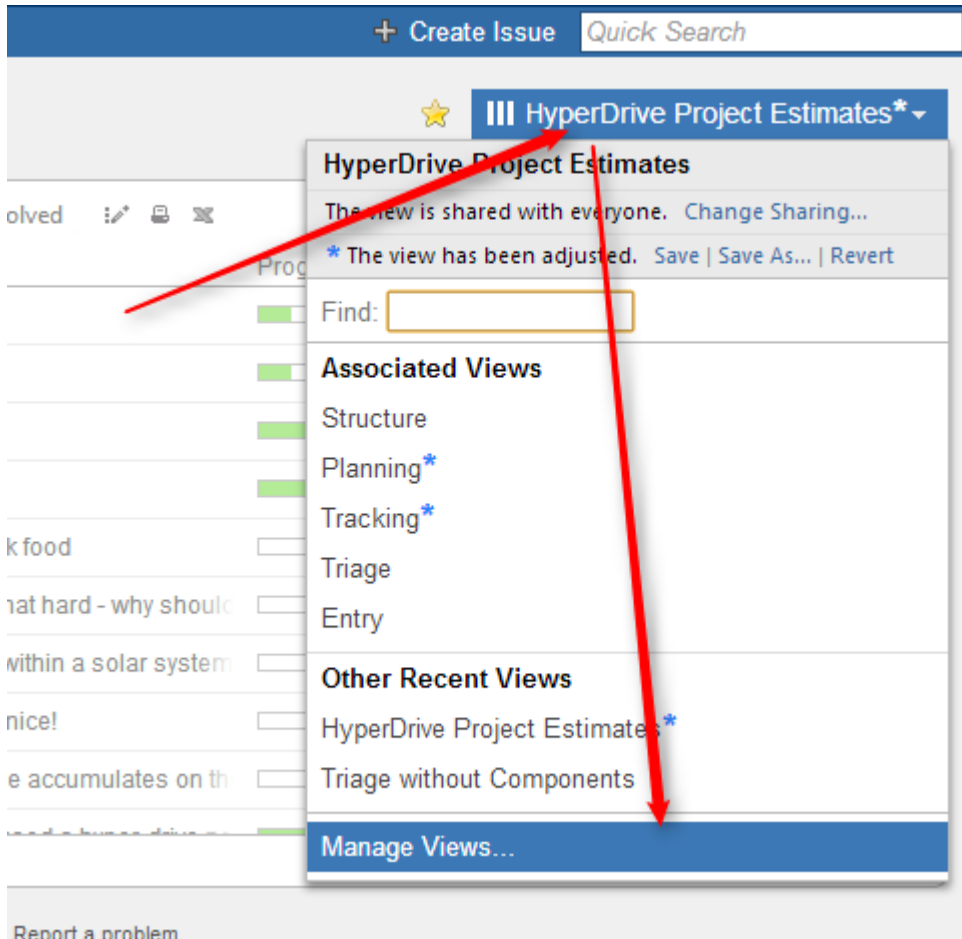 + Create Issue Quick Search
HyperDrive Project Estimates*
HyperDrive Project Estimates
The view is shared with everyone. Change Sharing...
* The view has been adjusted. Save | Save As... | Revert
Find:
Associated Views
Structure
Planning*
Tracking*
Triage
Entry
Other Recent Views
HyperDrive Project Estimates*
Triage without Components
Manage Views...
olved
Prog
k food
hat hard - why should
within a solar system
nice!
e accumulates on th
Report a problem